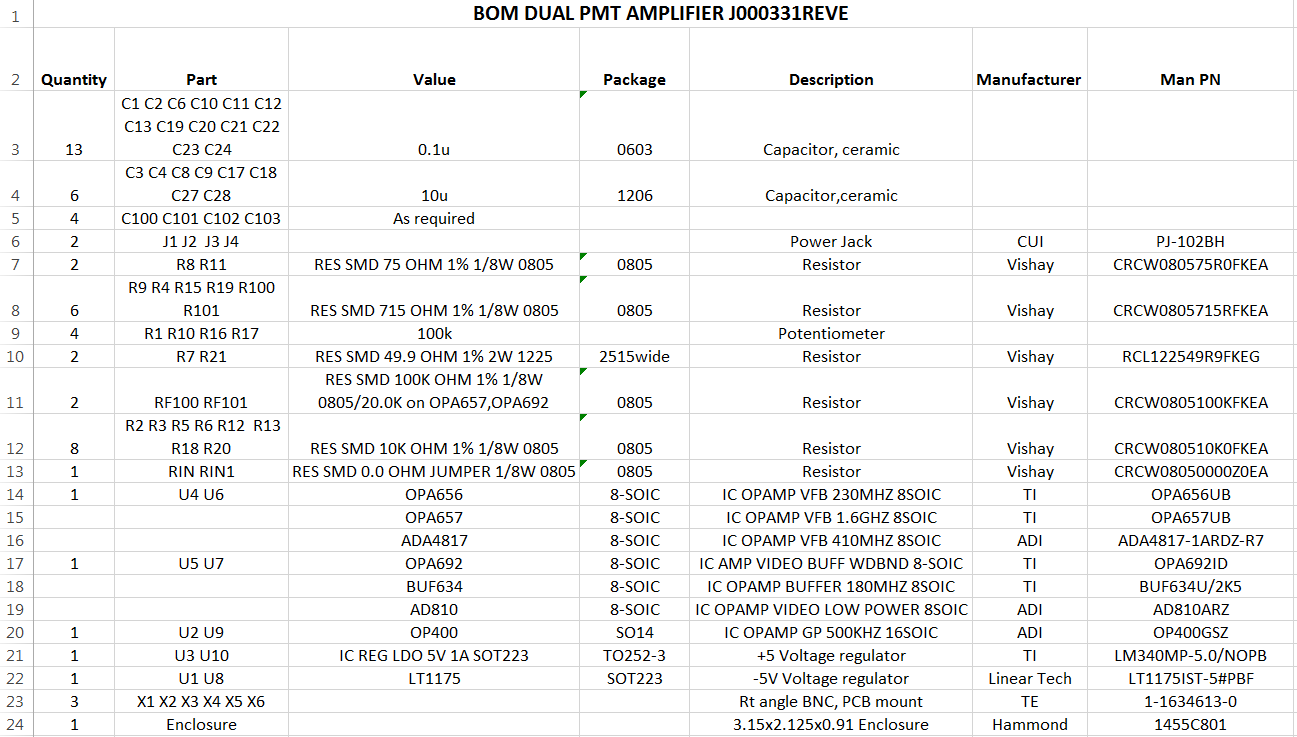 1 BOM DUAL PMT AMPLIFIER J000331REVE
2 Quantity Part Value Package Description Manufacturer Man PN
C1 C2 C6 C10 C11 C12
C13 C19 C20 C21 C22
3 13 C23 C24 0.1u 0603 Capacitor, ceramic
C3 C4 C8 C9 C17 C18
4 6 C27 C28 10u 1206 Capacitor,ceramic
5 4 C100 C101 C102 C103 As required
6 2 J1 J2  J3 J4 Power Jack CUI PJ-102BH
7 2 R8 R11 RES SMD 75 OHM 1% 1/8W 0805 0805 Resistor Vishay CRCW080575R0FKEA
R9 R4 R15 R19 R100
8 6 R101 RES SMD 715 OHM 1% 1/8W 0805 0805 Resistor Vishay CRCW0805715RFKEA
9 4 R1 R10 R16 R17 100k Potentiometer
10 2 R7 R21 RES SMD 49.9 OHM 1% 2W 1225 2515wide Resistor Vishay RCL122549R9FKEG
RES SMD 100K OHM 1% 1/8W
11 2 RF100 RF101 0805/20.0K on OPA657,OPA692 0805 Resistor Vishay CRCW0805100KFKEA
R2 R3 R5 R6 R12  R13
12 8 R18 R20 RES SMD 10K OHM 1% 1/8W 0805 0805 Resistor Vishay CRCW080510K0FKEA
13 1 RIN RIN1 RES SMD 0.0 OHM JUMPER 1/8W 0805 0805 Resistor Vishay CRCW08050000Z0EA
14 1 U4 U6 OPA656 8-SOIC IC OPAMP VFB 230MHZ 8SOIC TI OPA656UB
15 OPA657 8-SOIC IC OPAMP VFB 1.6GHZ 8SOIC TI OPA657UB
16 ADA4817 8-SOIC IC OPAMP VFB 410MHZ 8SOIC ADI ADA4817-1ARDZ-R7
17 1 U5 U7 OPA692 8-SOIC IC AMP VIDEO BUFF WDBND 8-SOIC TI OPA692ID
18 BUF634 8-SOIC IC OPAMP BUFFER 180MHZ 8SOIC TI BUF634U/2K5
19 AD810 8-SOIC IC OPAMP VIDEO LOW POWER 8SOIC ADI AD810ARZ
20 1 U2 U9 OP400 SO14 IC OPAMP GP 500KHZ 16SOIC ADI OP400GSZ
21 1 U3 U10 IC REG LDO 5V 1A SOT223 TO252-3 +5 Voltage regulator TI LM340MP-5.0/NOPB
22 1 U1 U8 LT1175 SOT223 -5V Voltage regulator Linear Tech LT1175IST-5#PBF
23 3 X1 X2 X3 X4 X5 X6 Rt angle BNC, PCB mount TE 1-1634613-0
24 1 Enclosure 3.15x2.125x0.91 Enclosure Hammond 1455C801